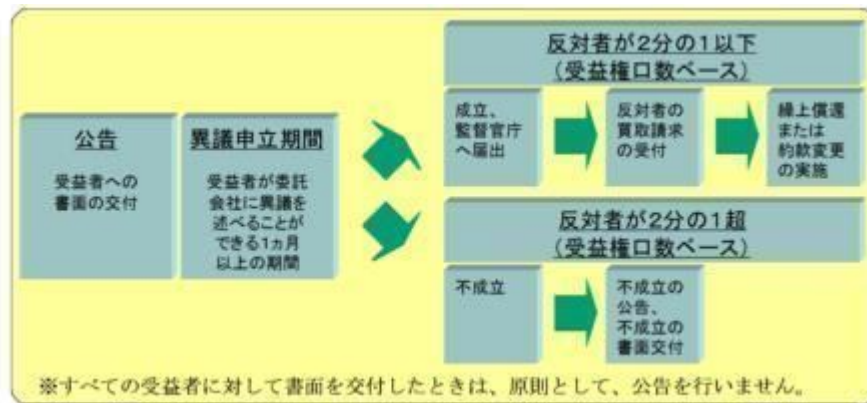 公告
受益者への
書面の交付
異議申立期間
受益者が委託
会社に異議を
述べることが
できる1ヵ月
以上の期間
反対者が2分の1以下
(受益権口数ベース)
成立、
監督官庁
へ届出
反対者の
買取請求
の受付
繰上償還
または
約款変更
の実施
反対者が2分の1超
(受益権口数ベース)
不成立
不成立の
公告、
不成立の
書面交付
※すべての受益者に対して書面を交付したときは、原則として、公告を行いません。